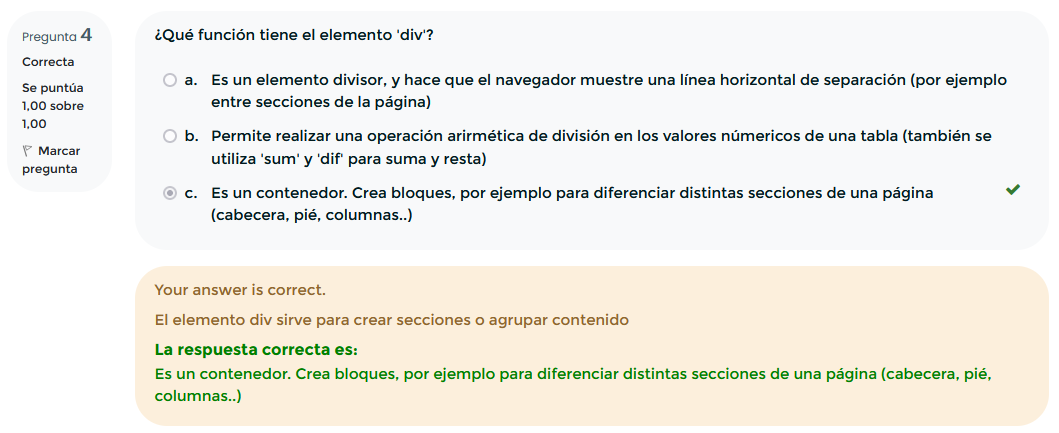 Pregunta 4
Correcta
Se puntúa
1,00 sobre
1,00
Marcar
pregunta
¿Qué función tiene el elemento 'div'?
a. Es un elemento divisor, y hace que el navegador muestre una línea horizontal de separación (por ejemplo
entre secciones de la página)
b. Permite realizar una operación arirmética de división en los valores númericos de una tabla (también se
utiliza 'sum' y 'dif' para suma y resta)
c. Es un contenedor. Crea bloques, por ejemplo para diferenciar distintas secciones de una página
(cabecera, pié, columnas..)
Your answer is correct.
El elemento div sirve para crear secciones o agrupar contenido
La respuesta correcta es:
Es un contenedor. Crea bloques, por ejemplo para diferenciar distintas secciones de una página (cabecera, pié,
columnas..)